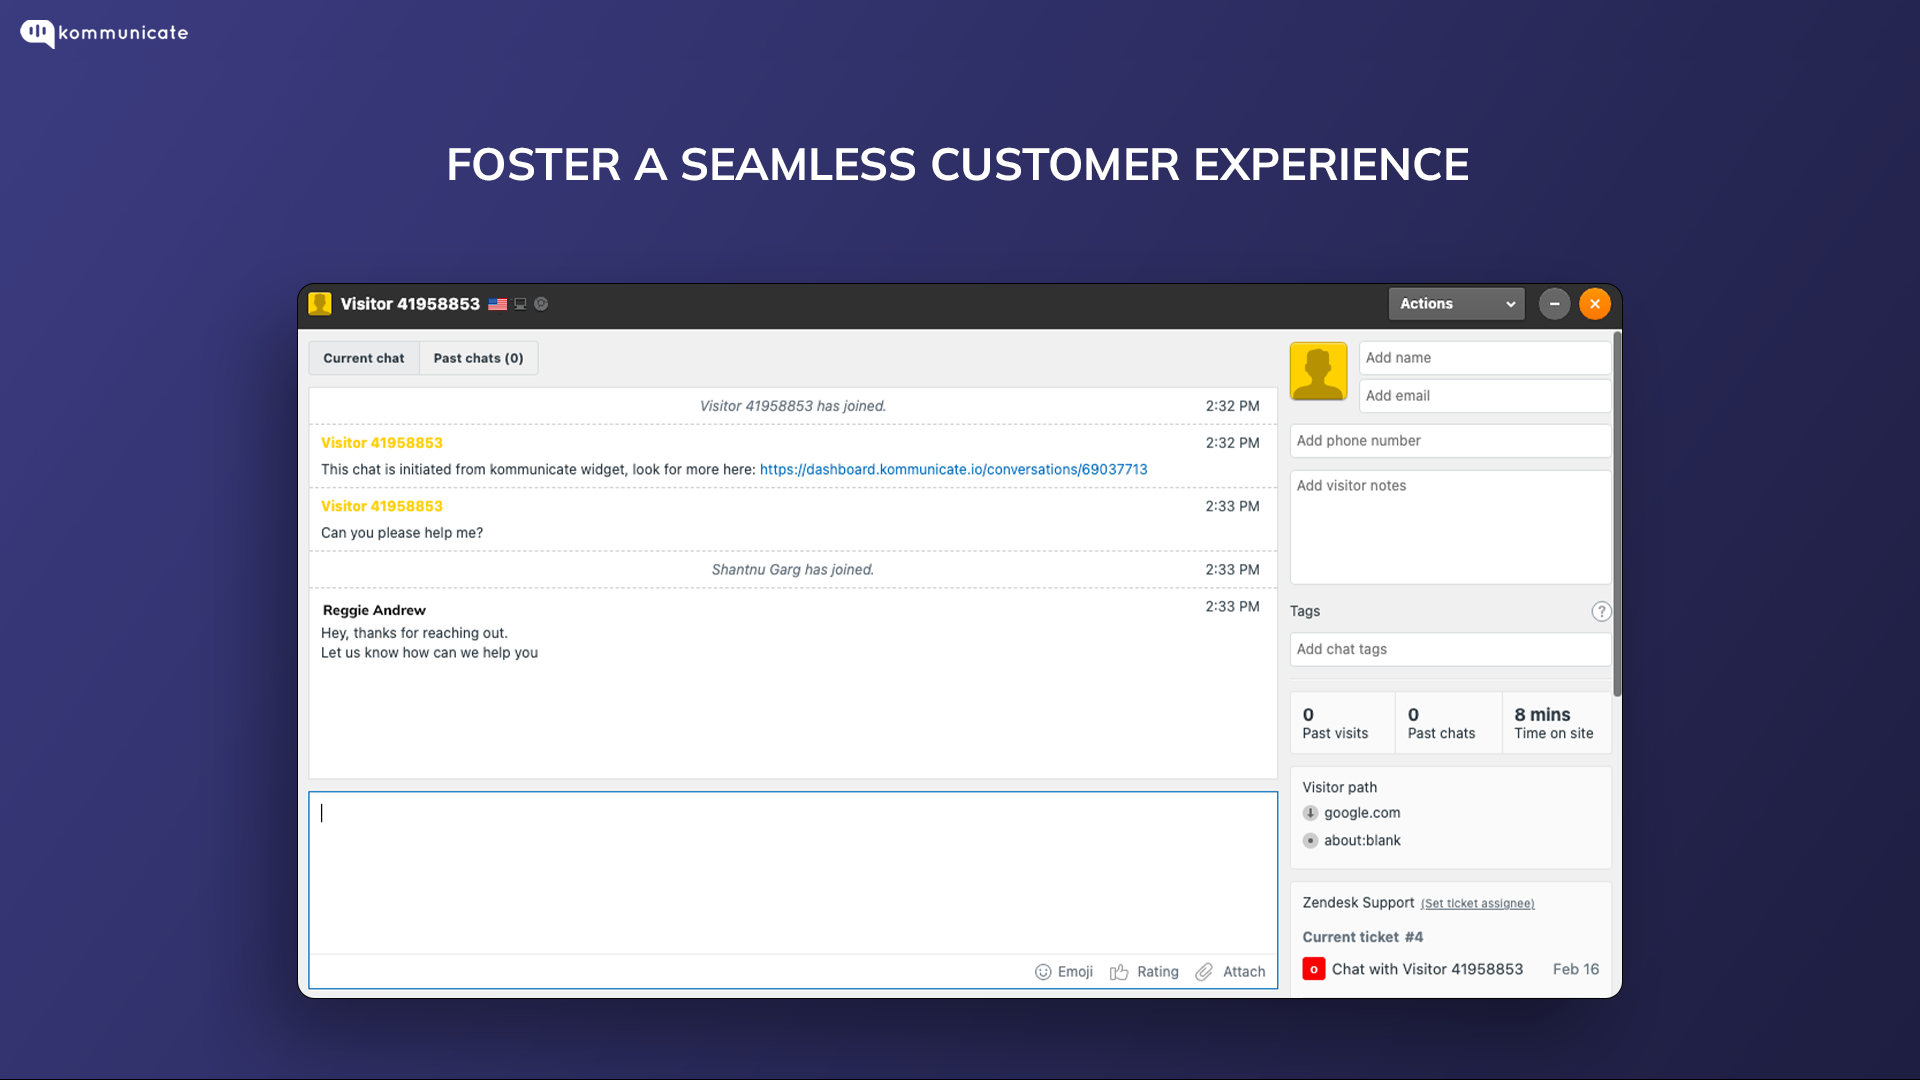 kommunicate
FOSTER A SEAMLESS CUSTOMER EXPERIENCE
Visitor 41958853
Actions
Current chat
Past chats (0)
Visitor 41958853 has joined.
2:32 PM
Visitor 41958853
2:32 PM
This chat is initiated from kommunicate widget, look for more here: https://dashboard.kommunicate.io/conversations/69037713
Visitor 41958853
2:33 PM
Can you please help me?
Shantnu Garg has joined.
2:33 PM
Reggie Andrew
2:33 PM
Hey, thanks for reaching out.
Let us know how can we help you
Emoji
Rating
Attach
Add name
Add email
Add phone number
Add visitor notes
Tags
?
Add chat tags
0
Past visits
0
Past chats
8 mins
Time on site
Visitor path
google.com
about:blank
Zendesk Support (Set ticket assignee)
Current ticket #4
o Chat with Visitor 41958853 Feb 16